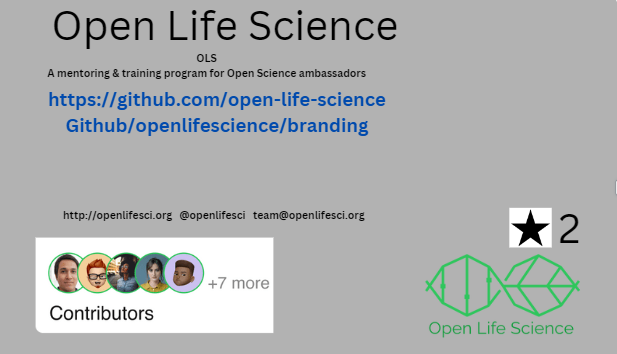 Open Life Science
OLS
A mentoring & training program for Open Science ambassadors
https://github.com/open-life-science
Github/openlifescience/branding
http://openlifesci.org @openlifesci team@openlifesci.org
2
+7 more
Contributors
Open Life Science